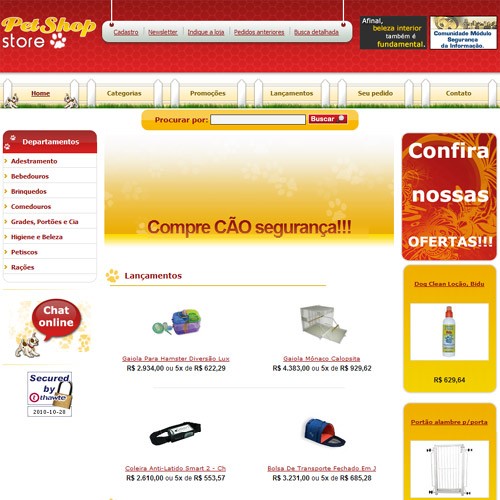 PetShop
store
Cadastro
Newsletter
Indique a loja
Pedidos anteriores
Busca detalhada
Afinal,
beleza interior
também é
fundamental.
Comunidade Módulo
Segurança
da Informação.
Home
Categorias
Promoções
Lançamentos
Seu pedido
Contato
Procurar por:
Buscar
Departamentos
Adestramento
Bebedouros
Brinquedos
Comedouros
Grades, Portões e Cia
Higiene e Beleza
Petiscos
Rações
Chat
online
Secured
by
thawte
2010-10-28
Compre CÃO segurança!!!
Lançamentos
Gaiola Para Hamster Diversão Lux
R$ 2.934,00 ou 5x de R$ 622,29
Gaiola Mônaco Calopsita
R$ 4.383,00 ou 5x de R$ 929,62
Coleira Anti-Latido Smart 2 - Ch
R$ 2.610,00 ou 5x de R$ 553,57
Bolsa De Transporte Fechado Em J
R$ 3.231,00 ou 5x de R$ 685,28
Confira
nossas
OFERTAS!!!
Dog Clean Locão, Bidu
R$ 629,64
Portão alambre p/porta